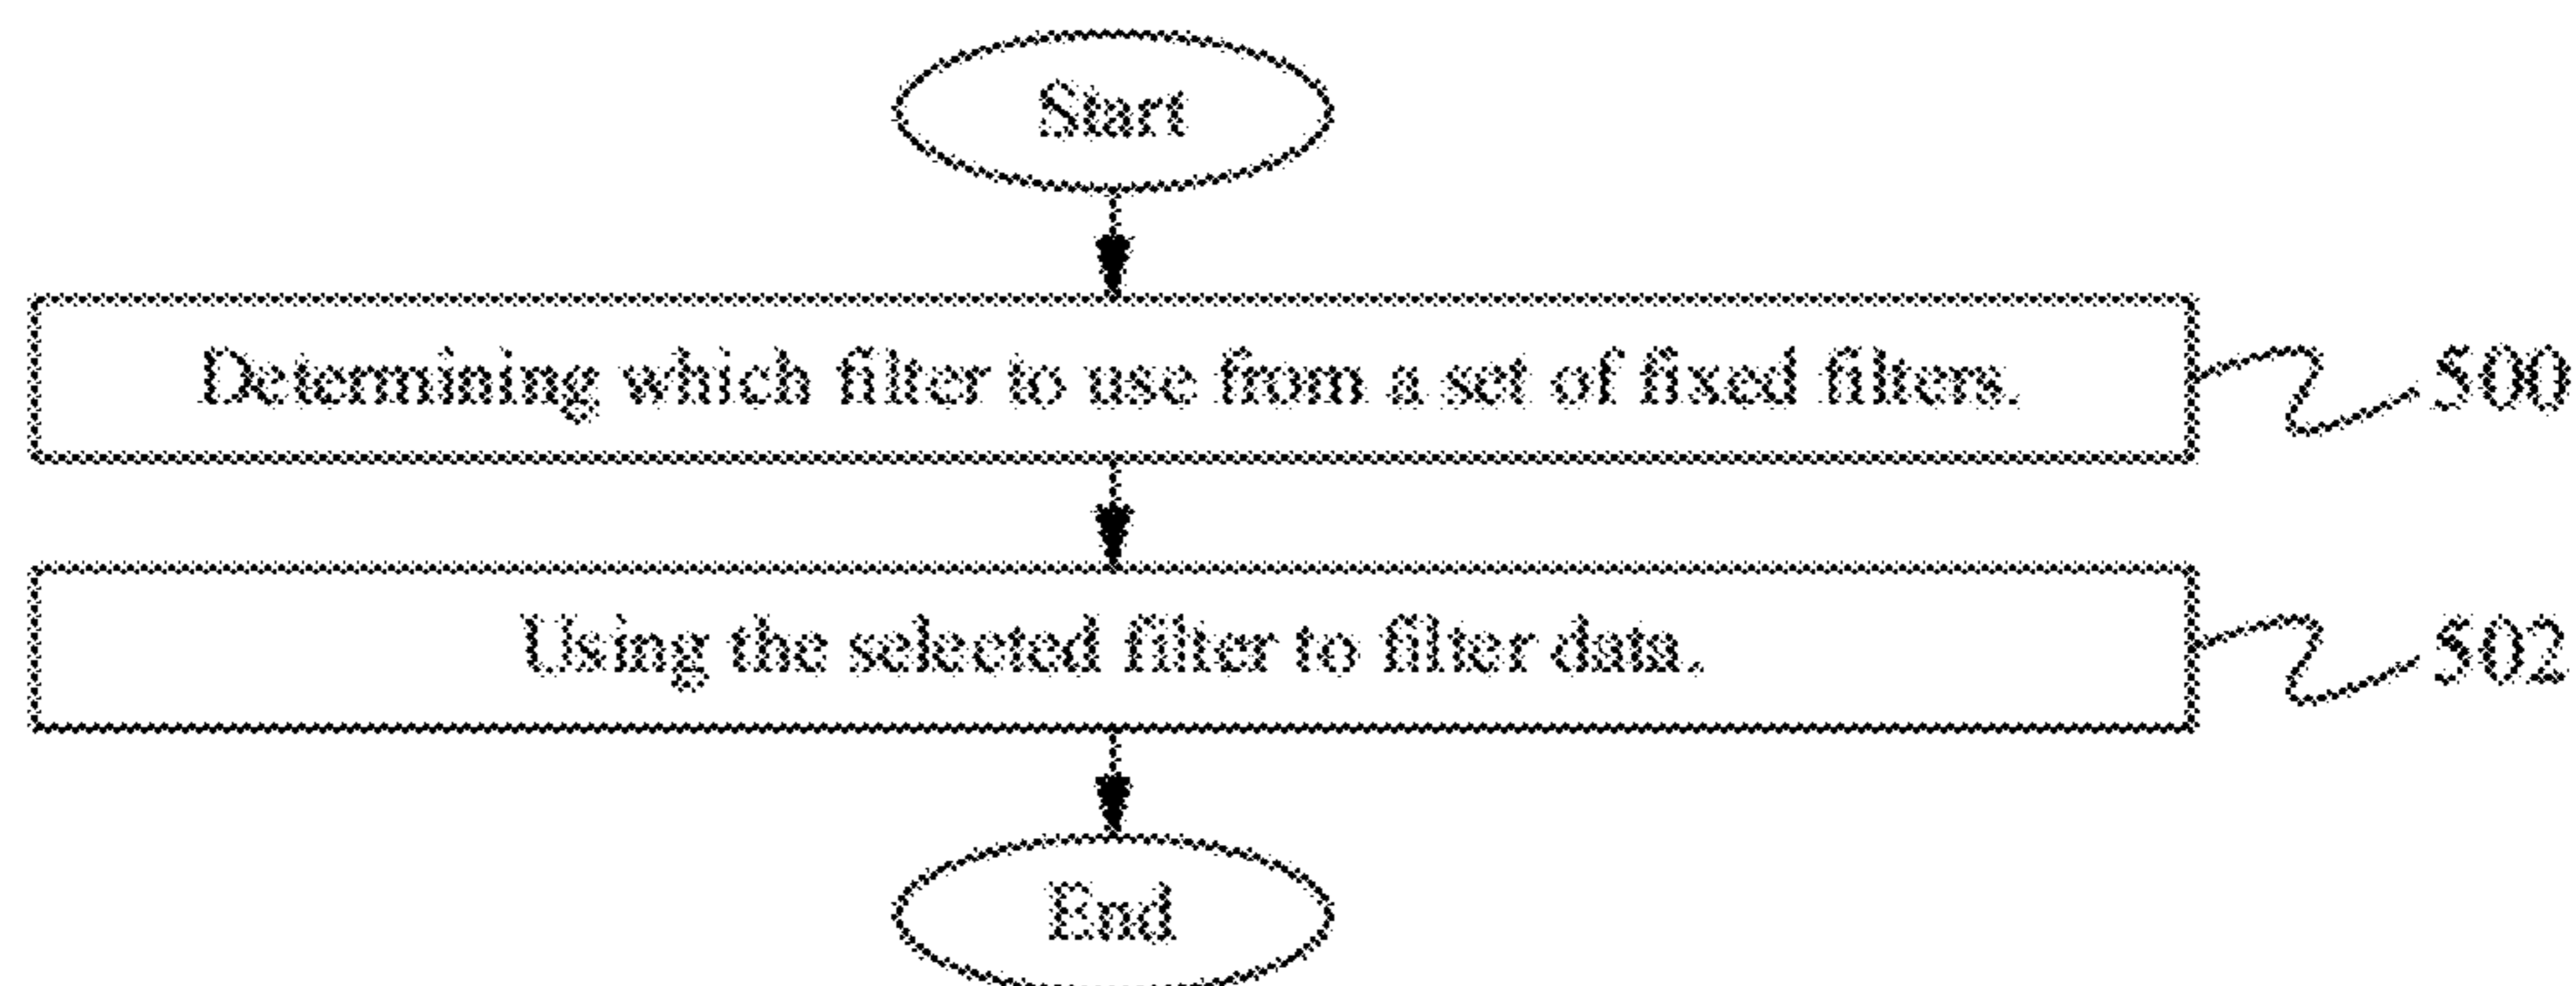 Start
Determining which filter to use from a set of fixed filters.
500
Using the selected filter to filter data.
502
End